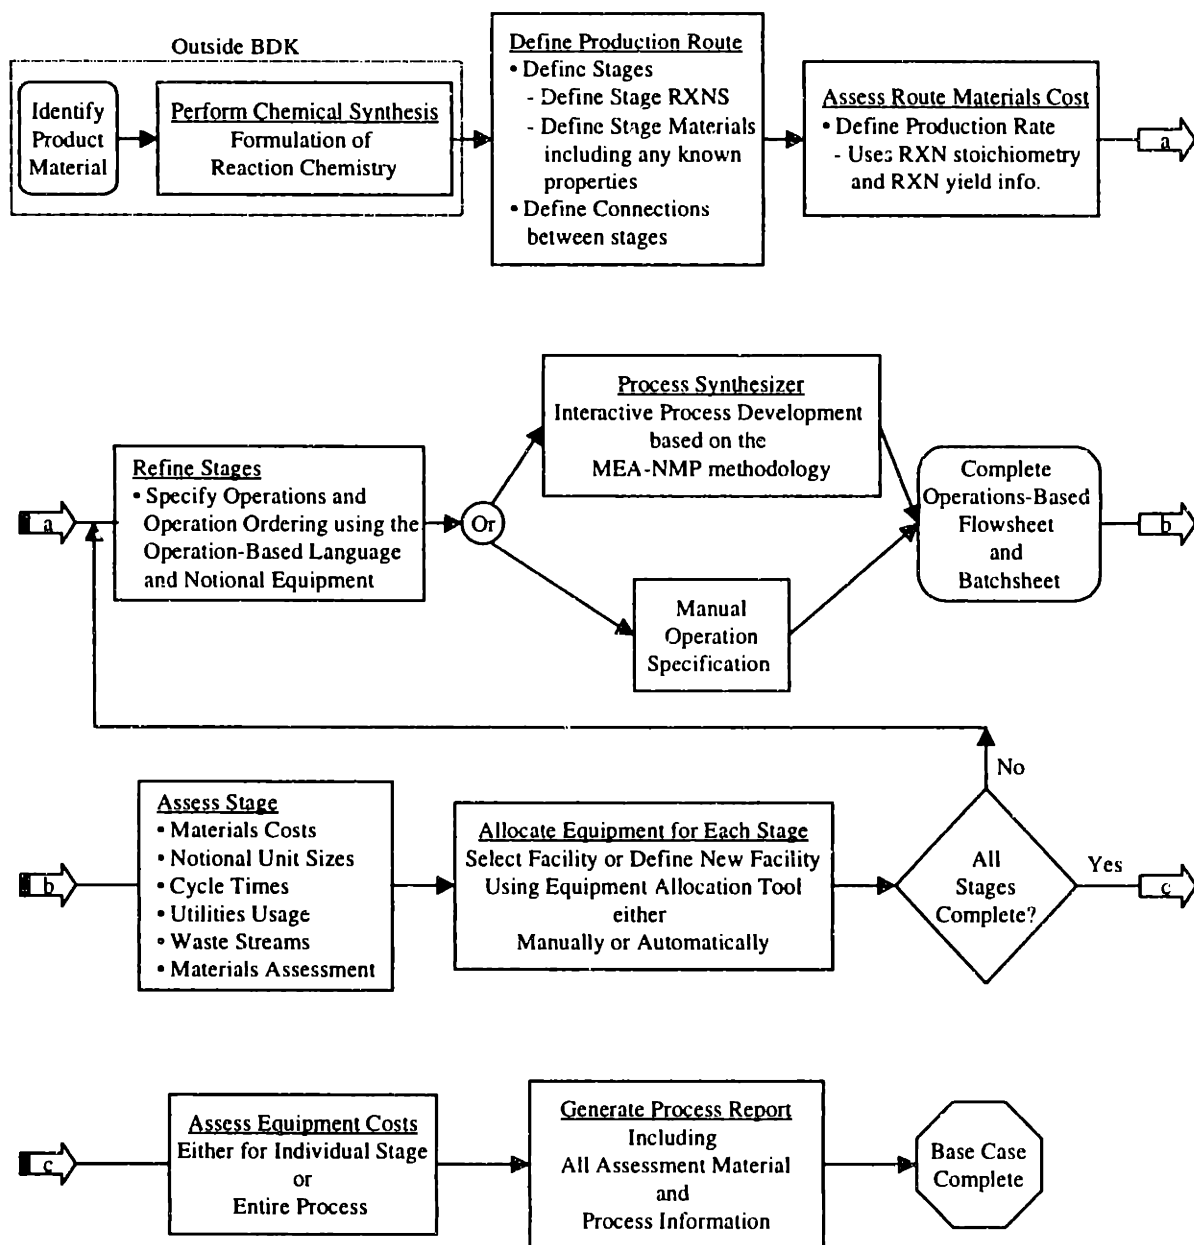 Outside BDK
Identify
Product
Material
Perform Chemical Synthesis
Formulation of
Reaction Chemistry
Define Production Route
• Define Stages
- Define Stage RXNS
- Define Stage Materials
including any known
properties
• Define Connections
between stages
Assess Route Materials Cost
• Define Production Rate
- Uses RXN stoichiometry
and RXN yield info.
a
a
Refine Stages
• Specify Operations and
Operation Ordering using the
Operation-Based Language
and Notional Equipment
Or
Process Synthesizer
Interactive Process Development
based on the
MEA-NMP methodology
Manual
Operation
Specification
Complete
Operations-Based
Flowsheet
and
Batchsheet
b
b
Assess Stage
• Materials Costs
• Notional Unit Sizes
• Cycle Times
• Utilities Usage
• Waste Streams
• Materials Assessment
Allocate Equipment for Each Stage
Select Facility or Define New Facility
Using Equipment Allocation Tool
either
Manually or Automatically
All
Stages
Complete?
No
Yes
c
c
Assess Equipment Costs
Either for Individual Stage
or
Entire Process
Generate Process Report
Including
All Assessment Material
and
Process Information
Base Case
Complete